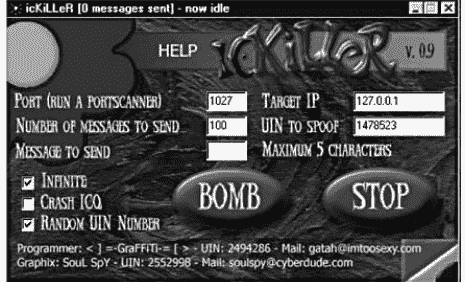 icKiLLeR [0 messages sent] - now idle
HELP icKiLLeR v. 0.9
Port (run a portscanner) 1027 Target IP 127.0.0.1
Number of messages to send 100 UIN to spoof 1478523
Message to send Maximum 5 characters
Infinite
Crash ICQ
Random UIN Number
BOMB STOP
Programmer: < ] =-GraFFiTi-= [ > - UIN: 2494286 - Mail: gatah@imtoosexy.com
Graphix: SouL SpY - UIN: 2552998 - Mail: soulspy@cyberdude.com